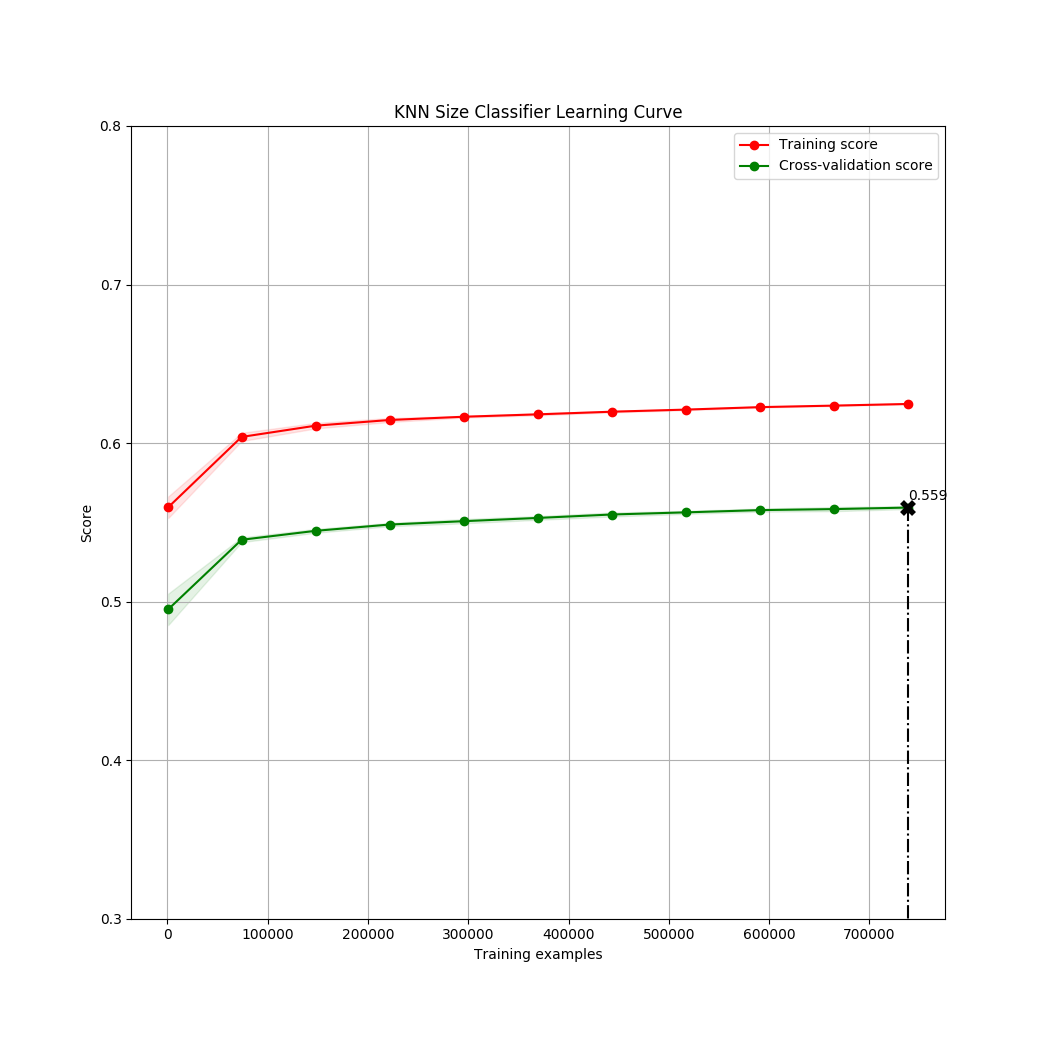 KNN Size Classifier Learning Curve
Training score
Cross-validation score
0.8
0.7
0.6
0.5
0.4
0.3
Score
0.559
0 100000 200000 300000 400000 500000 600000 700000
Training examples